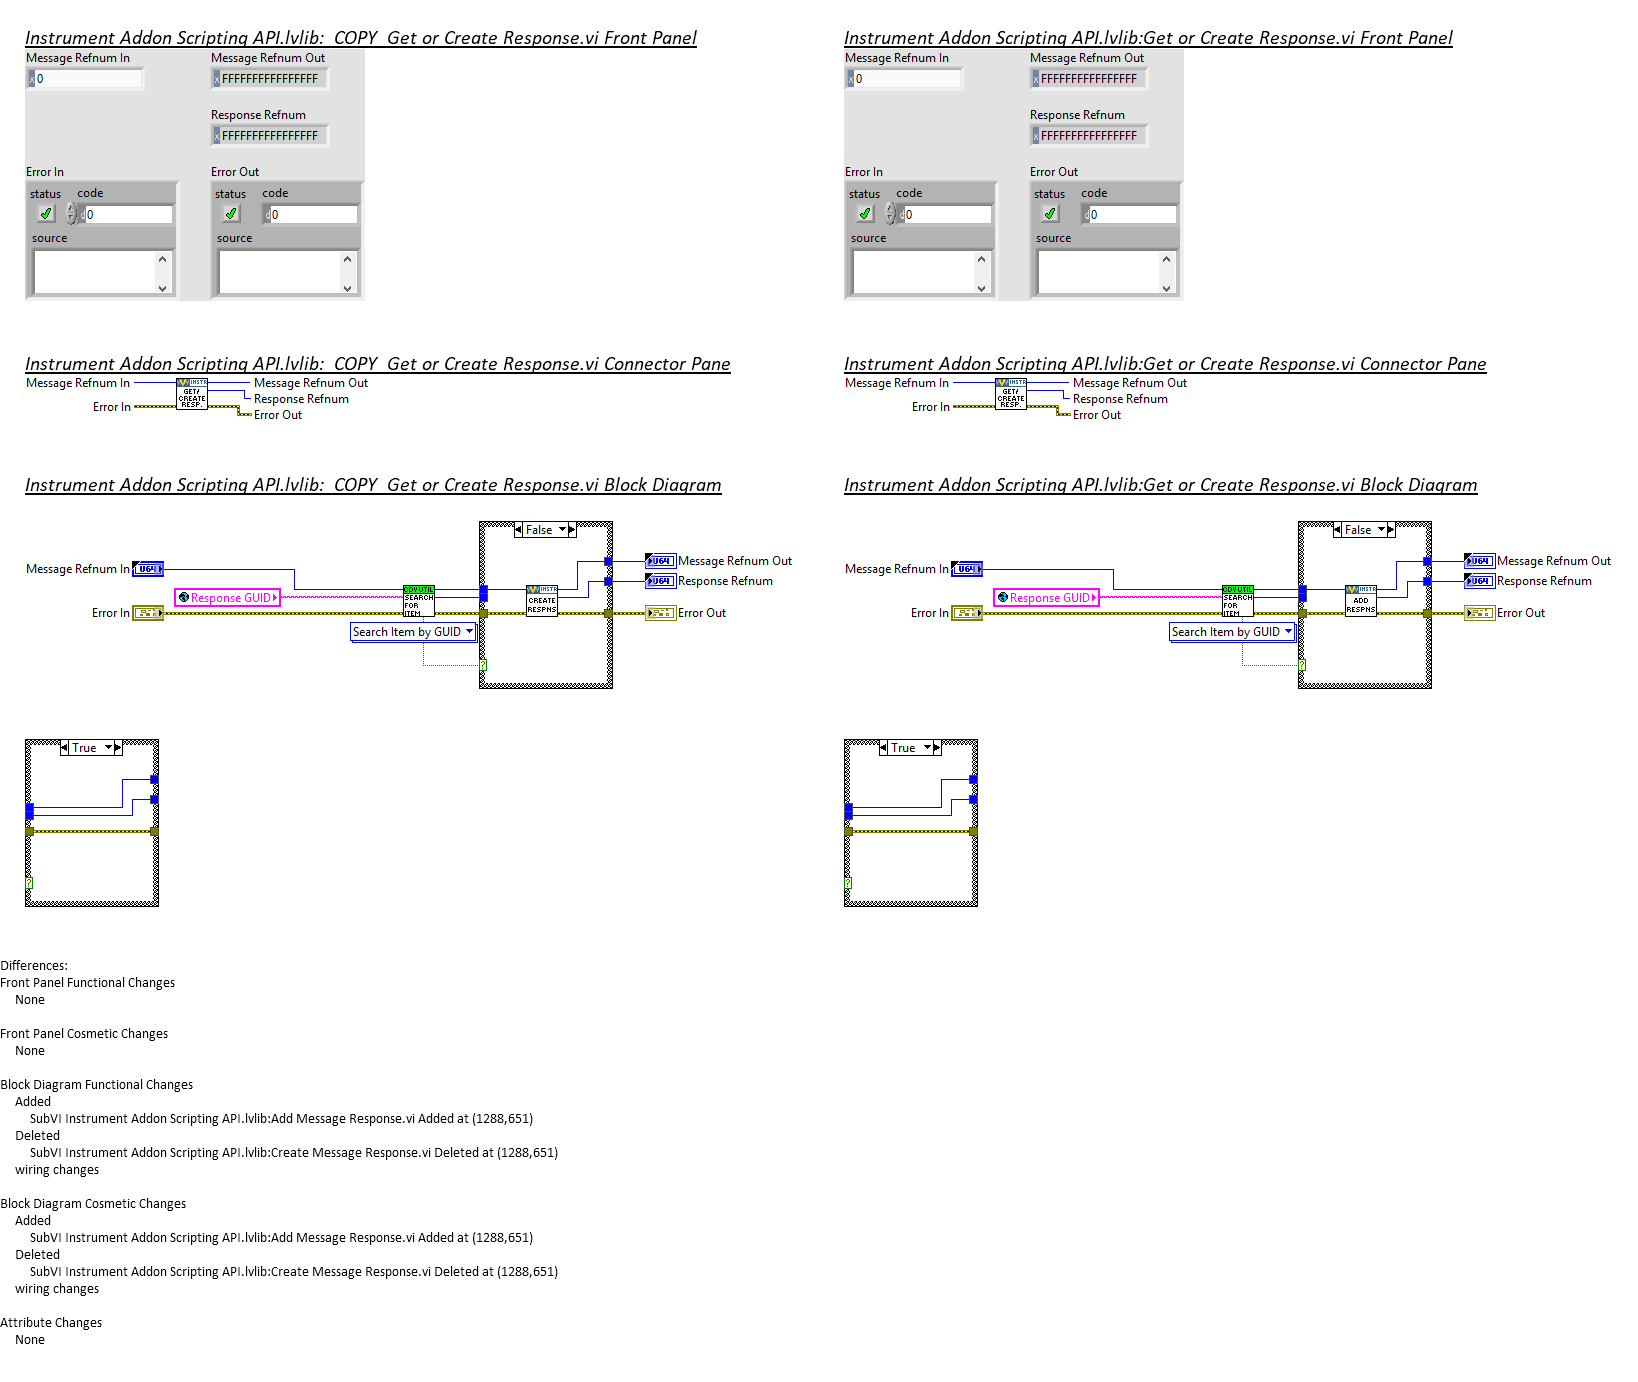 Instrument Addon Scripting API.lvlib:  COPY  Get or Create Response.vi Front Panel
Message Refnum In
Message Refnum Out
x 0
x FFFFFFFFFFFFFFFF
Response Refnum
x FFFFFFFFFFFFFFFF
Error In
Error Out
status code
status code
d 0
d 0
source
source
Instrument Addon Scripting API.lvlib:Get or Create Response.vi Front Panel
Message Refnum In
Message Refnum Out
x 0
x FFFFFFFFFFFFFFFF
Response Refnum
x FFFFFFFFFFFFFFFF
Error In
Error Out
status code
status code
d 0
d 0
source
source
Instrument Addon Scripting API.lvlib:  COPY  Get or Create Response.vi Connector Pane
Message Refnum In
INSTR
GET/
CREATE
RESP.
Message Refnum Out
Response Refnum
Error In
Error Out
Instrument Addon Scripting API.lvlib:Get or Create Response.vi Connector Pane
Message Refnum In
INSTR
GET/
CREATE
RESP.
Message Refnum Out
Response Refnum
Error In
Error Out
Instrument Addon Scripting API.lvlib:  COPY  Get or Create Response.vi Block Diagram
False
Message Refnum In
U64
Response GUID
Error In
CDV UTIL
SEARCH
FOR
ITEM
Search Item by GUID
?
INSTR
CREATE
RESPNS
U64
Message Refnum Out
U64
Response Refnum
Error Out
True
?
Instrument Addon Scripting API.lvlib:Get or Create Response.vi Block Diagram
False
Message Refnum In
U64
Response GUID
Error In
CDV UTIL
SEARCH
FOR
ITEM
Search Item by GUID
?
INSTR
ADD
RESPNS
U64
Message Refnum Out
U64
Response Refnum
Error Out
True
?
Differences:
Front Panel Functional Changes
None
Front Panel Cosmetic Changes
None
Block Diagram Functional Changes
Added
SubVI Instrument Addon Scripting API.lvlib:Add Message Response.vi Added at (1288,651)
Deleted
SubVI Instrument Addon Scripting API.lvlib:Create Message Response.vi Deleted at (1288,651)
wiring changes
Block Diagram Cosmetic Changes
Added
SubVI Instrument Addon Scripting API.lvlib:Add Message Response.vi Added at (1288,651)
Deleted
SubVI Instrument Addon Scripting API.lvlib:Create Message Response.vi Deleted at (1288,651)
wiring changes
Attribute Changes
None